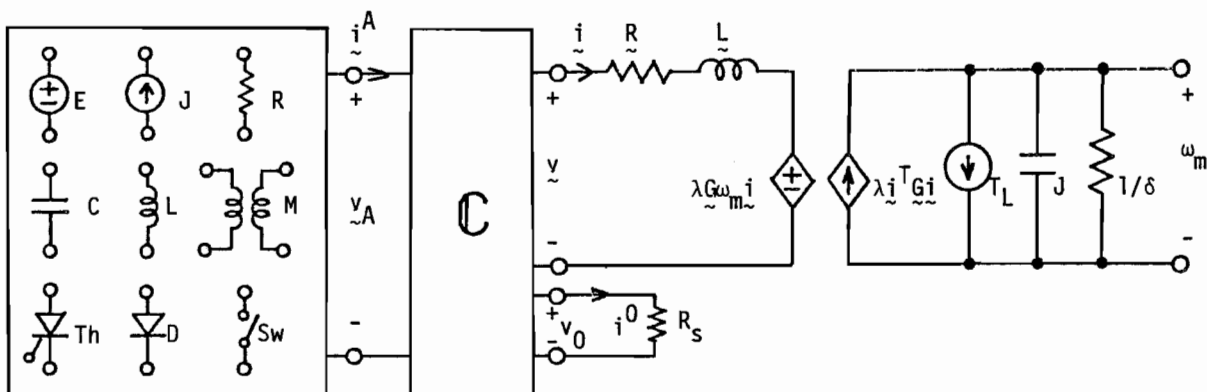 E J R
C L M
Th D Sw
i^A
+
v_A
-
ℂ
i R L
+
v
-
+
v_0
-
i^0 R_s
λGω_m i
λi^T Gi
T_L J 1/δ
+
ω_m
-